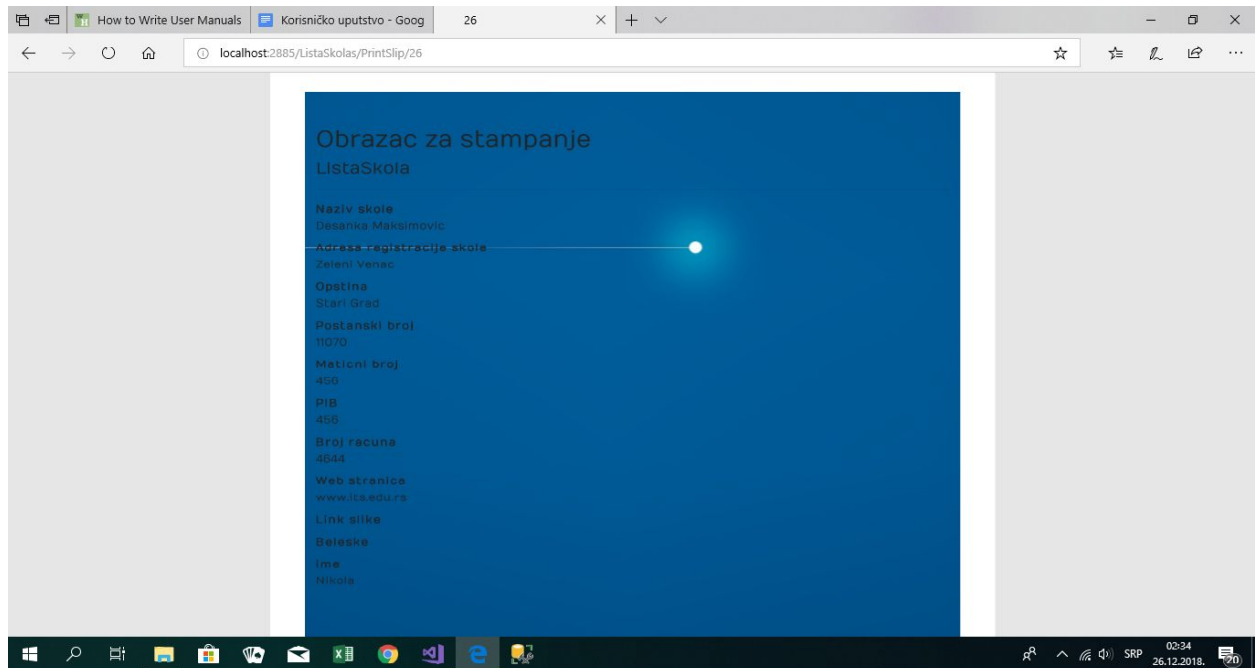 How to Write User Manuals
Korisničko uputstvo - Goog
26
localhost:2885/ListaSkolas/PrintSlip/26
Obrazac za stampanje
ListaSkola
Naziv skole
Desanka Maksimovic
Adresa registracije skole
Zeleni Venac
Opstina
Stari Grad
Postanski broj
11070
Maticni broj
456
PIB
456
Broj racuna
4644
Web stranica
www.its.edu.rs
Link slike
Beleske
Ime
Nikola
SRP
02:34
26.12.2018.
20